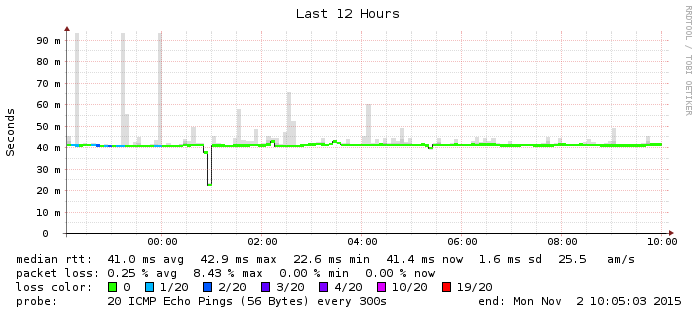 Last 12 Hours
RRDTOOL / TOBI OETIKER
Seconds
90 m
80 m
70 m
60 m
50 m
40 m
30 m
20 m
10 m
0
00:00 02:00 04:00 06:00 08:00 10:00
median rtt: 41.0 ms avg 42.9 ms max 22.6 ms min 41.4 ms now 1.6 ms sd 25.5 am/s
packet loss: 0.25 % avg 8.43 % max 0.00 % min 0.00 % now
loss color: 0 1/20 2/20 3/20 4/20 10/20 19/20
probe: 20 ICMP Echo Pings (56 Bytes) every 300s end: Mon Nov 2 10:05:03 2015